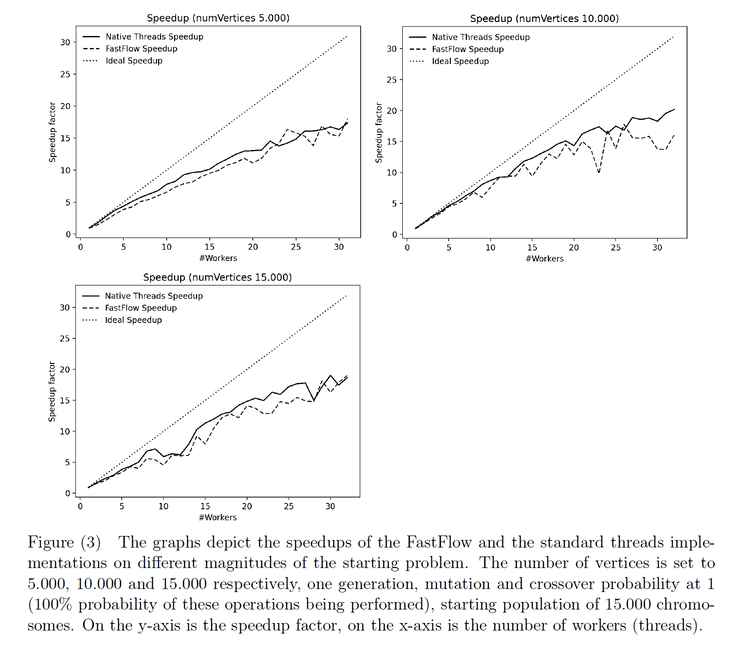 Speedup (numVertices 5.000)
Native Threads Speedup
FastFlow Speedup
Ideal Speedup
30
25
20
15
10
5
0
Speedup factor
0 5 10 15 20 25 30
#Workers
Speedup (numVertices 10.000)
Native Threads Speedup
FastFlow Speedup
Ideal Speedup
30
25
20
15
10
5
0
Speedup factor
0 5 10 15 20 25 30
#Workers
Speedup (numVertices 15.000)
Native Threads Speedup
FastFlow Speedup
Ideal Speedup
30
25
20
15
10
5
0
Speedup factor
0 5 10 15 20 25 30
#Workers
Figure (3) The graphs depict the speedups of the FastFlow and the standard threads imple-
mentations on different magnitudes of the starting problem. The number of vertices is set to
5.000, 10.000 and 15.000 respectively, one generation, mutation and crossover probability at 1
(100% probability of these operations being performed), starting population of 15.000 chromo-
somes. On the y-axis is the speedup factor, on the x-axis is the number of workers (threads).